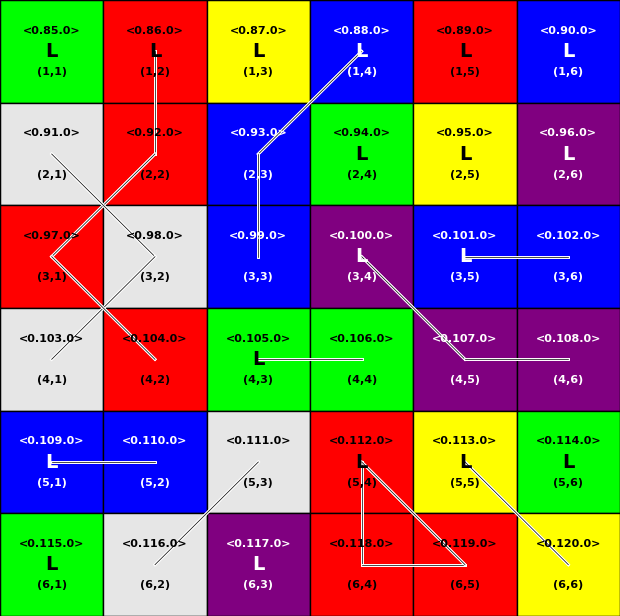 <0.85.0> <0.86.0> <0.87.0> <0.88.0> <0.89.0> <0.90.0>
L L L L L L
(1,1) (1,2) (1,3) (1,4) (1,5) (1,6)
<0.91.0> <0.92.0> <0.93.0> <0.94.0> <0.95.0> <0.96.0>
L L L
(2,1) (2,2) (2,3) (2,4) (2,5) (2,6)
<0.97.0> <0.98.0> <0.99.0> <0.100.0> <0.101.0> <0.102.0>
L L
(3,1) (3,2) (3,3) (3,4) (3,5) (3,6)
<0.103.0> <0.104.0> <0.105.0> <0.106.0> <0.107.0> <0.108.0>
L
(4,1) (4,2) (4,3) (4,4) (4,5) (4,6)
<0.109.0> <0.110.0> <0.111.0> <0.112.0> <0.113.0> <0.114.0>
L L L L
(5,1) (5,2) (5,3) (5,4) (5,5) (5,6)
<0.115.0> <0.116.0> <0.117.0> <0.118.0> <0.119.0> <0.120.0>
L L
(6,1) (6,2) (6,3) (6,4) (6,5) (6,6)